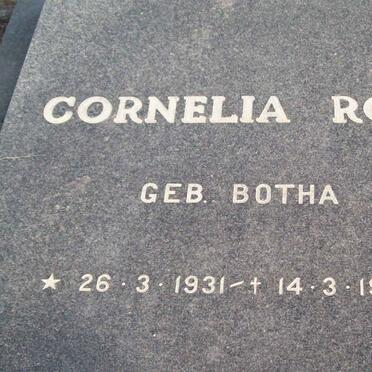 CORNELIA
GEB. BOTHA
★ 26·3·1931–† 14·3·